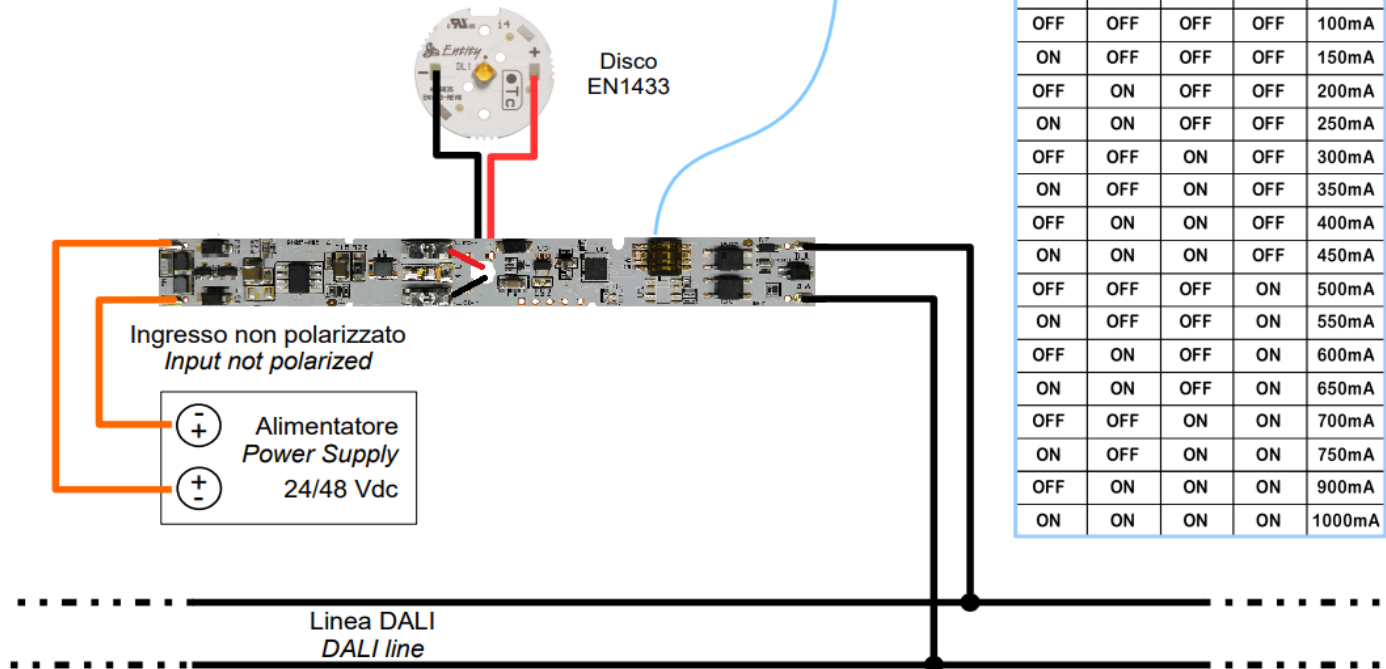 i4
Entity
DL1
Tc
-
+
Disco
EN1433
Ingresso non polarizzato
Input not polarized
-
+
Alimentatore
Power Supply
+
-
24/48 Vdc
Linea DALI
DALI line
OFF OFF OFF OFF 100mA
ON OFF OFF OFF 150mA
OFF ON OFF OFF 200mA
ON ON OFF OFF 250mA
OFF OFF ON OFF 300mA
ON OFF ON OFF 350mA
OFF ON ON OFF 400mA
ON ON ON OFF 450mA
OFF OFF OFF ON 500mA
ON OFF OFF ON 550mA
OFF ON OFF ON 600mA
ON ON OFF ON 650mA
OFF OFF ON ON 700mA
ON OFF ON ON 750mA
OFF ON ON ON 900mA
ON ON ON ON 1000mA